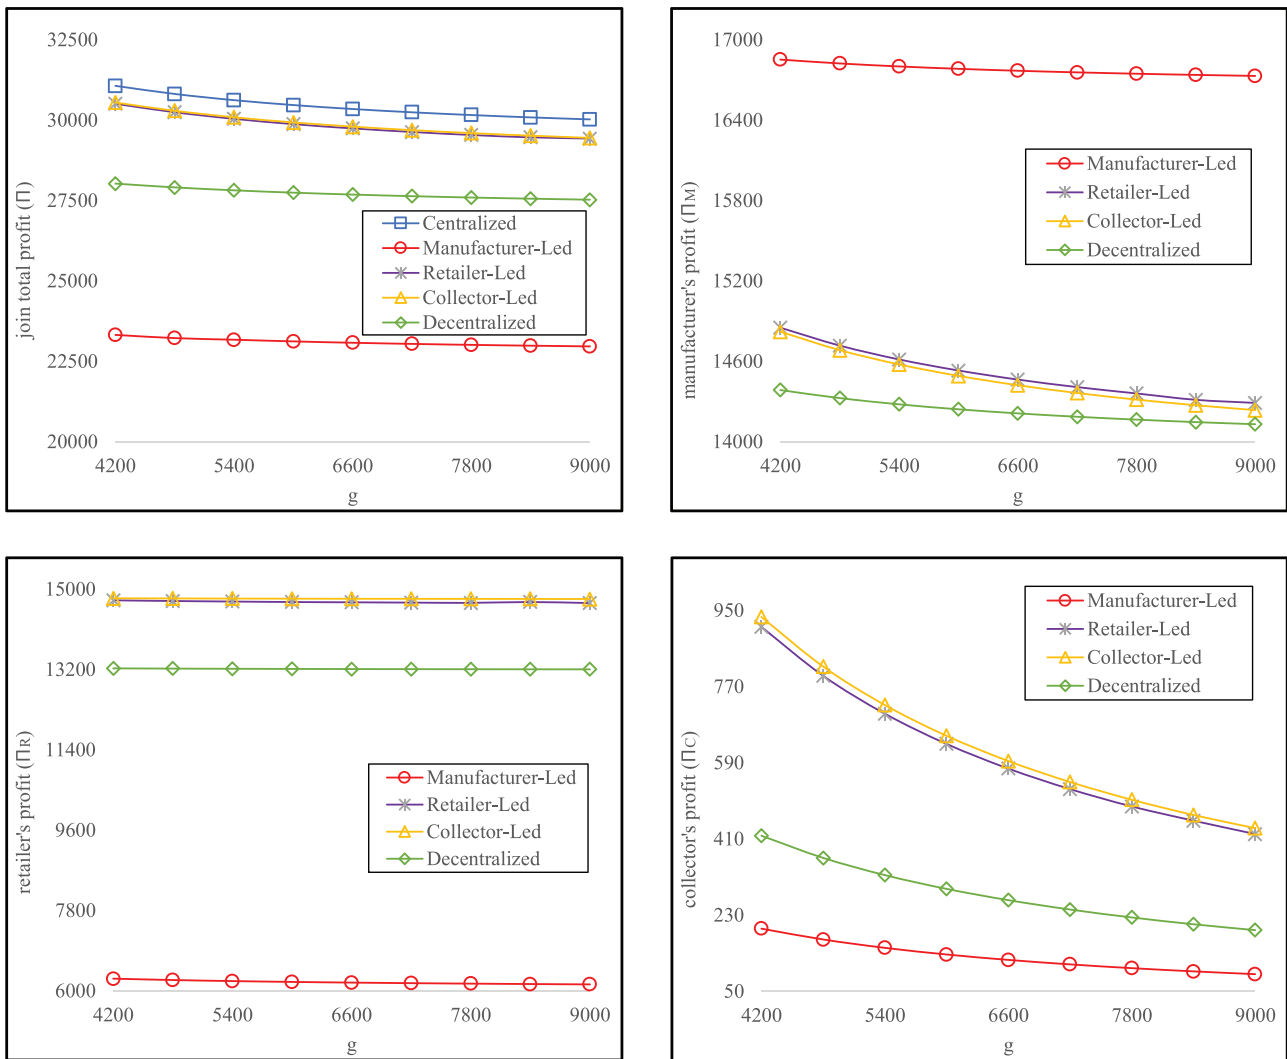 join total profit (Π)
32500
30000
27500
25000
22500
20000
4200 5400 6600 7800 9000
g
Centralized
Manufacturer-Led
Retailer-Led
Collector-Led
Decentralized
manufacturer's profit (ΠM)
17000
16400
15800
15200
14600
14000
4200 5400 6600 7800 9000
g
Manufacturer-Led
Retailer-Led
Collector-Led
Decentralized
retailer's profit (ΠR)
15000
13200
11400
9600
7800
6000
4200 5400 6600 7800 9000
g
Manufacturer-Led
Retailer-Led
Collector-Led
Decentralized
collector's profit (ΠC)
950
770
590
410
230
50
4200 5400 6600 7800 9000
g
Manufacturer-Led
Retailer-Led
Collector-Led
Decentralized